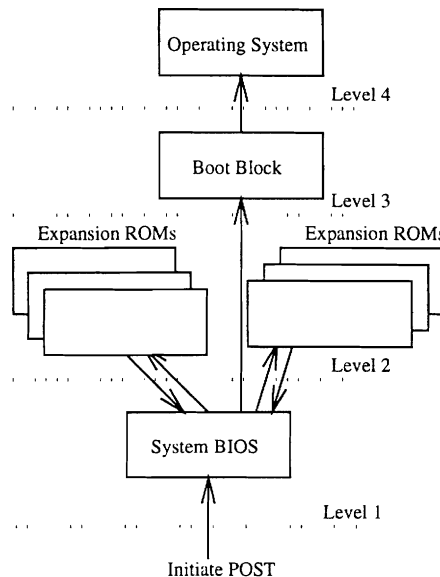 Operating System
Level 4
Boot Block
Level 3
Expansion ROMs
Expansion ROMs
Level 2
System BIOS
Level 1
Initiate POST